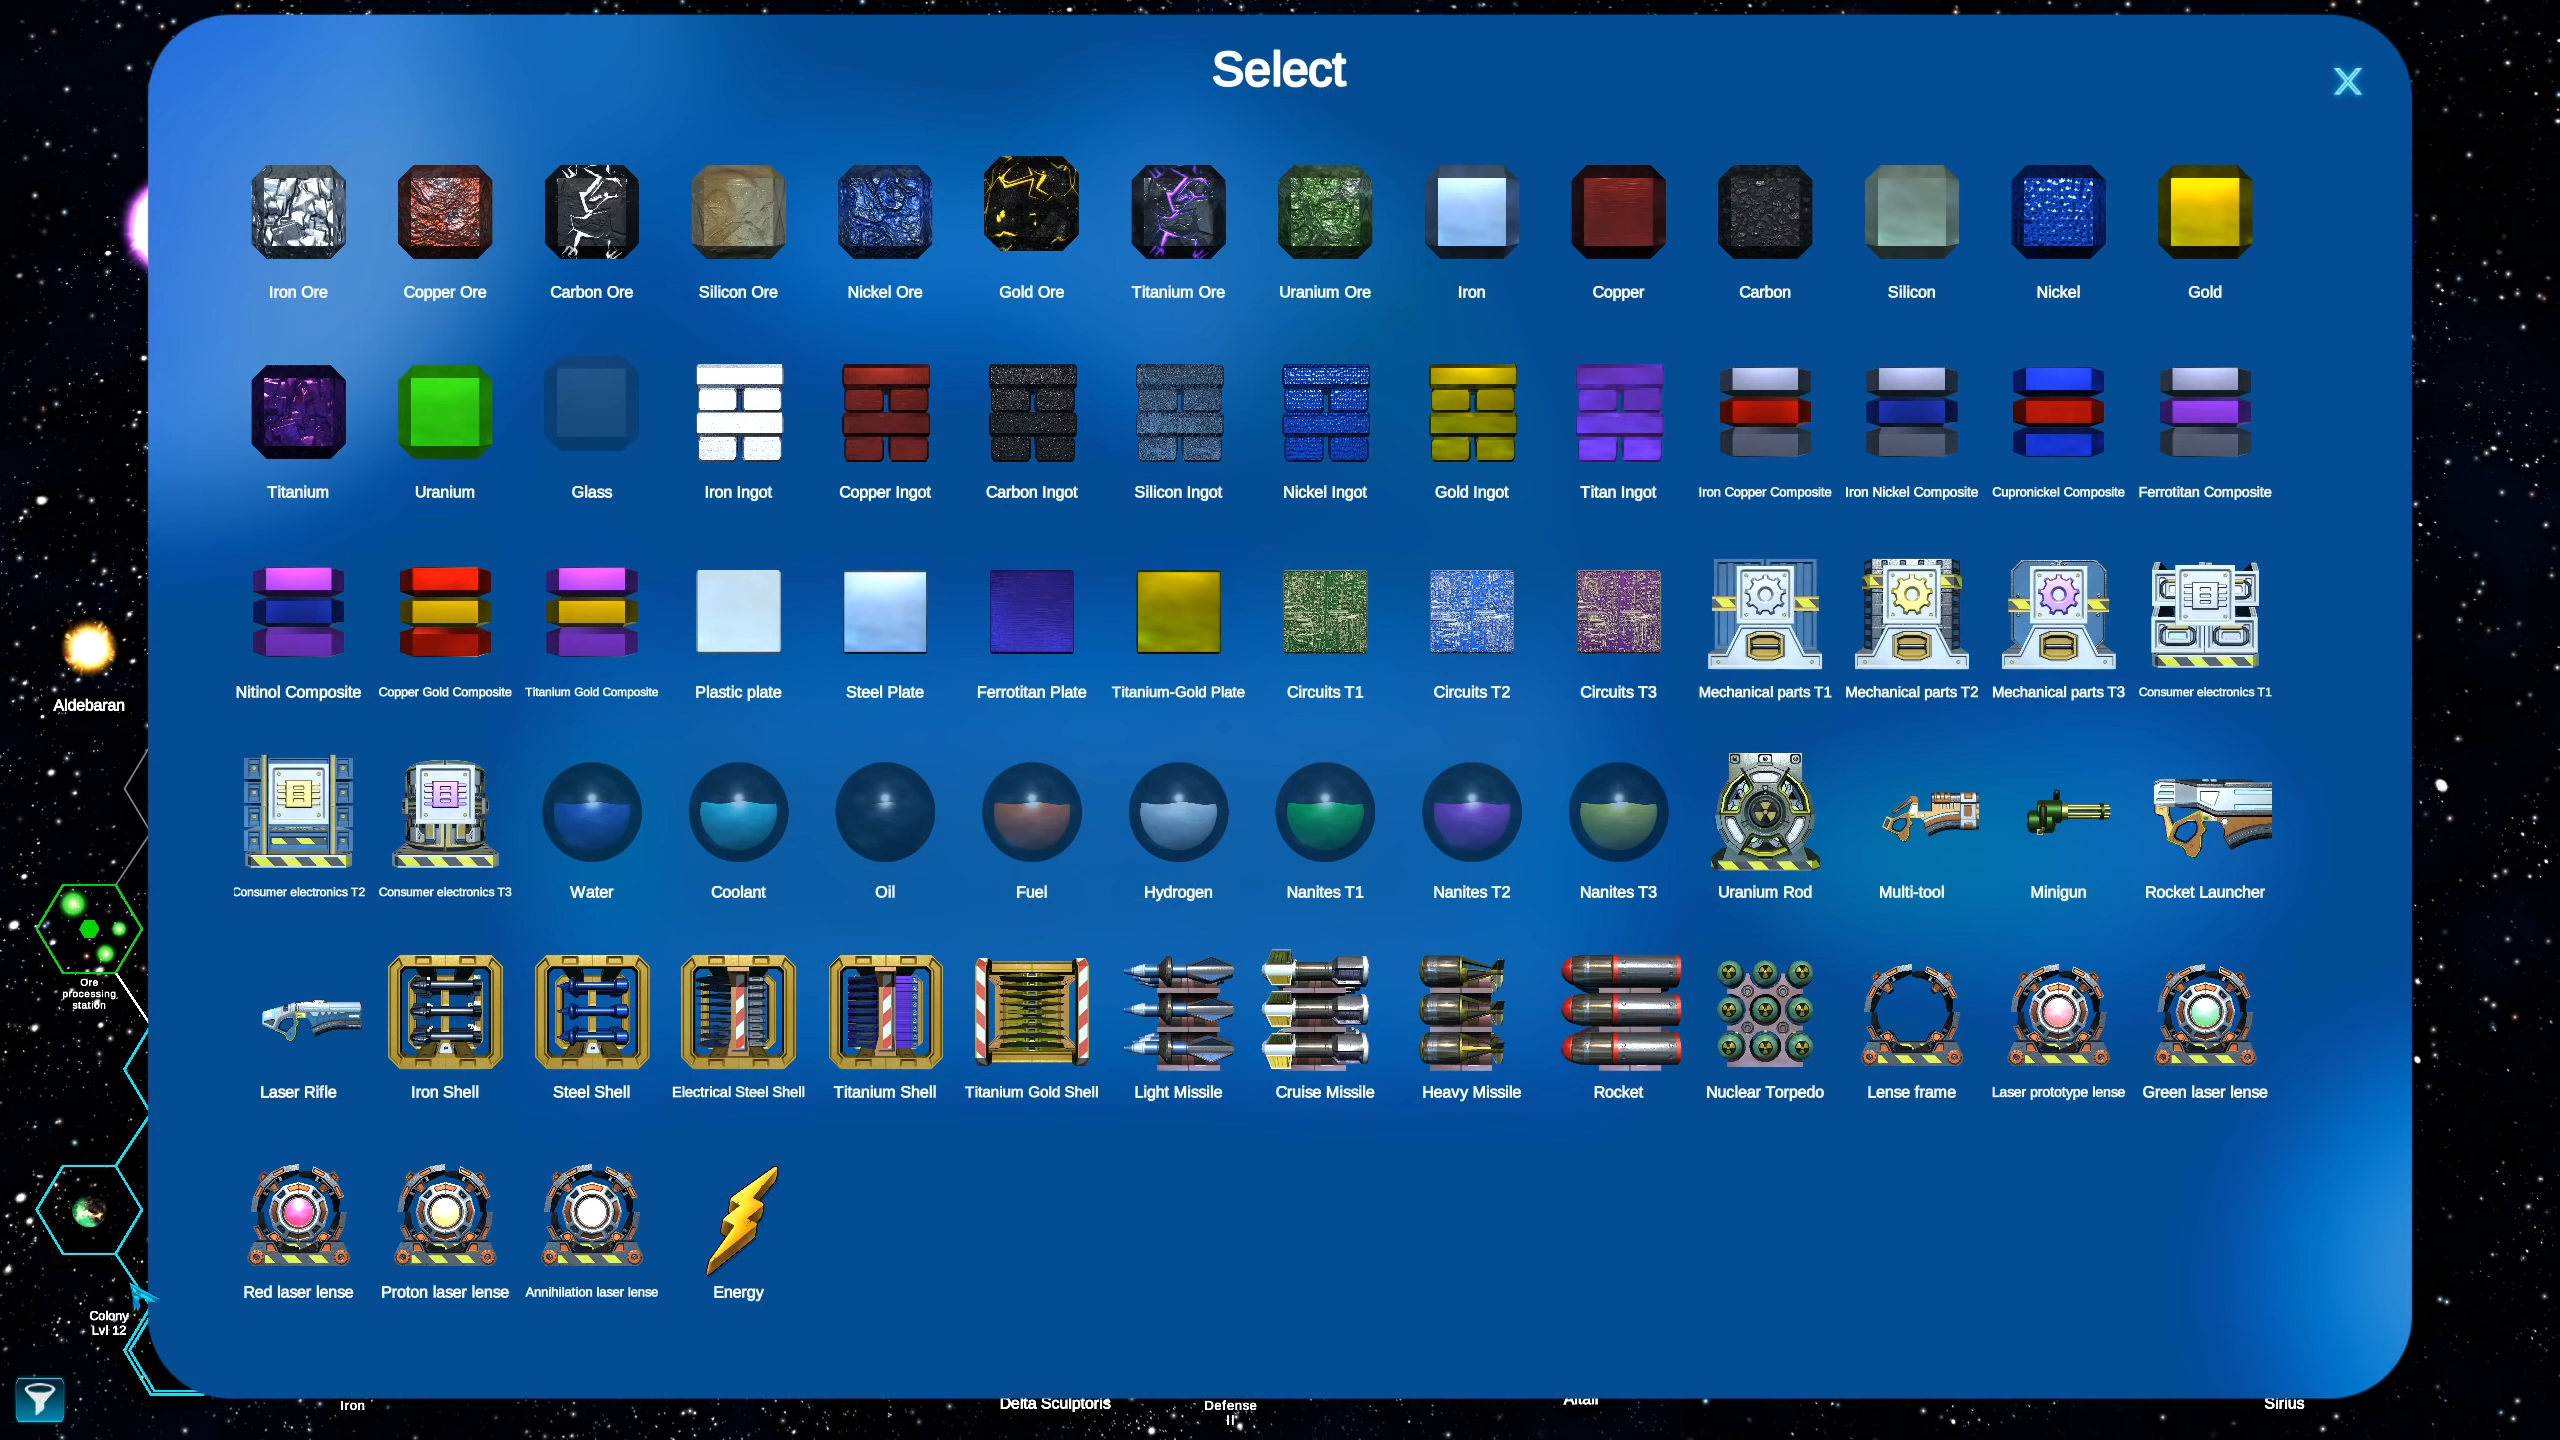 Select
X
Iron Ore
Copper Ore
Carbon Ore
Silicon Ore
Nickel Ore
Gold Ore
Titanium Ore
Uranium Ore
Iron
Copper
Carbon
Silicon
Nickel
Gold
Titanium
Uranium
Glass
Iron Ingot
Copper Ingot
Carbon Ingot
Silicon Ingot
Nickel Ingot
Gold Ingot
Titan Ingot
Iron Copper Composite
Iron Nickel Composite
Cupronickel Composite
Ferrotitan Composite
Nitinol Composite
Copper Gold Composite
Titanium Gold Composite
Plastic plate
Steel Plate
Ferrotitan Plate
Titanium-Gold Plate
Circuits T1
Circuits T2
Circuits T3
Mechanical parts T1
Mechanical parts T2
Mechanical parts T3
Consumer electronics T1
Aldebaran
Consumer electronics T2
Consumer electronics T3
Water
Coolant
Oil
Fuel
Hydrogen
Nanites T1
Nanites T2
Nanites T3
Uranium Rod
Multi-tool
Minigun
Rocket Launcher
Ore
processing
station
Laser Rifle
Iron Shell
Steel Shell
Electrical Steel Shell
Titanium Shell
Titanium Gold Shell
Light Missile
Cruise Missile
Heavy Missile
Rocket
Nuclear Torpedo
Lense frame
Laser prototype lense
Green laser lense
Red laser lense
Proton laser lense
Annihilation laser lense
Energy
Colony
Lvl 12
Iron
Delta Sculptoris
Defense
II
Altair
Sirius